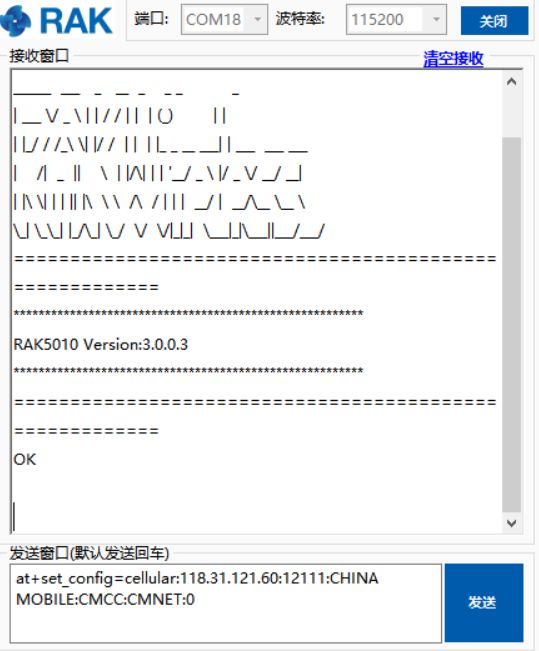 RAK 端口: COM18 波特率: 115200 关闭
接收窗口 清空接收
===========================================
=============
********************************************************
RAK5010 Version:3.0.0.3
********************************************************
===========================================
=============
OK
发送窗口(默认发送回车)
at+set_config=cellular:118.31.121.60:12111:CHINA
MOBILE:CMCC:CMNET:0
发送